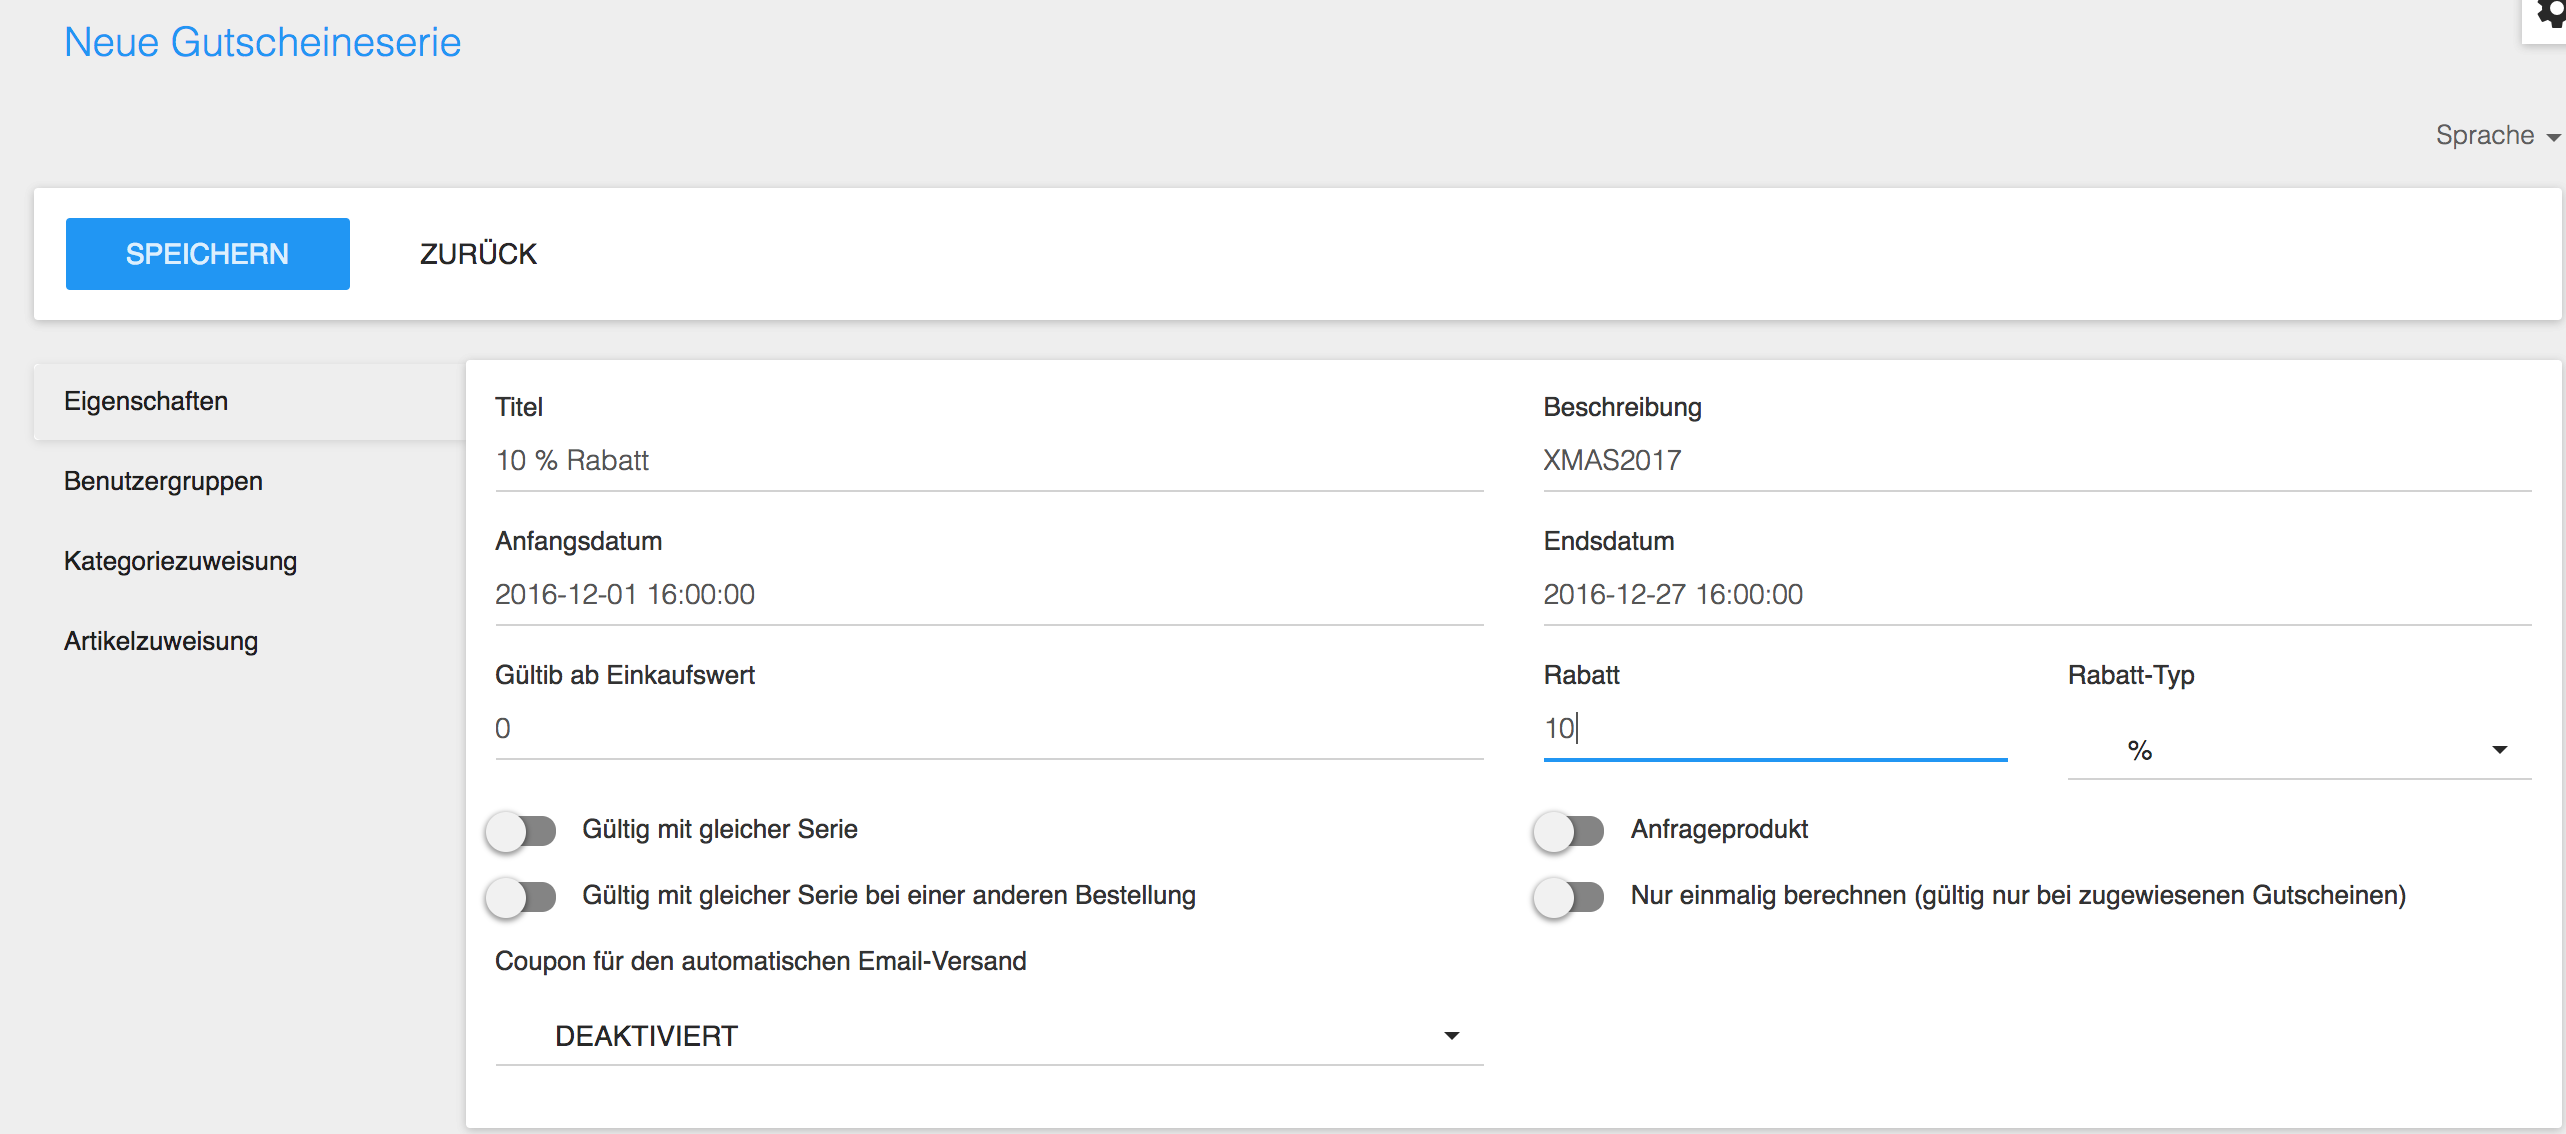 Neue Gutscheineserie
Sprache
SPEICHERN ZURÜCK
Eigenschaften
Benutzergruppen
Kategoriezuweisung
Artikelzuweisung
Titel Beschreibung
10 % Rabatt XMAS2017
Anfangsdatum Endsdatum
2016-12-01 16:00:00 2016-12-27 16:00:00
Gültib ab Einkaufswert Rabatt Rabatt-Typ
0 10 %
Gültig mit gleicher Serie Anfrageprodukt
Gültig mit gleicher Serie bei einer anderen Bestellung Nur einmalig berechnen (gültig nur bei zugewiesenen Gutscheinen)
Coupon für den automatischen Email-Versand
DEAKTIVIERT